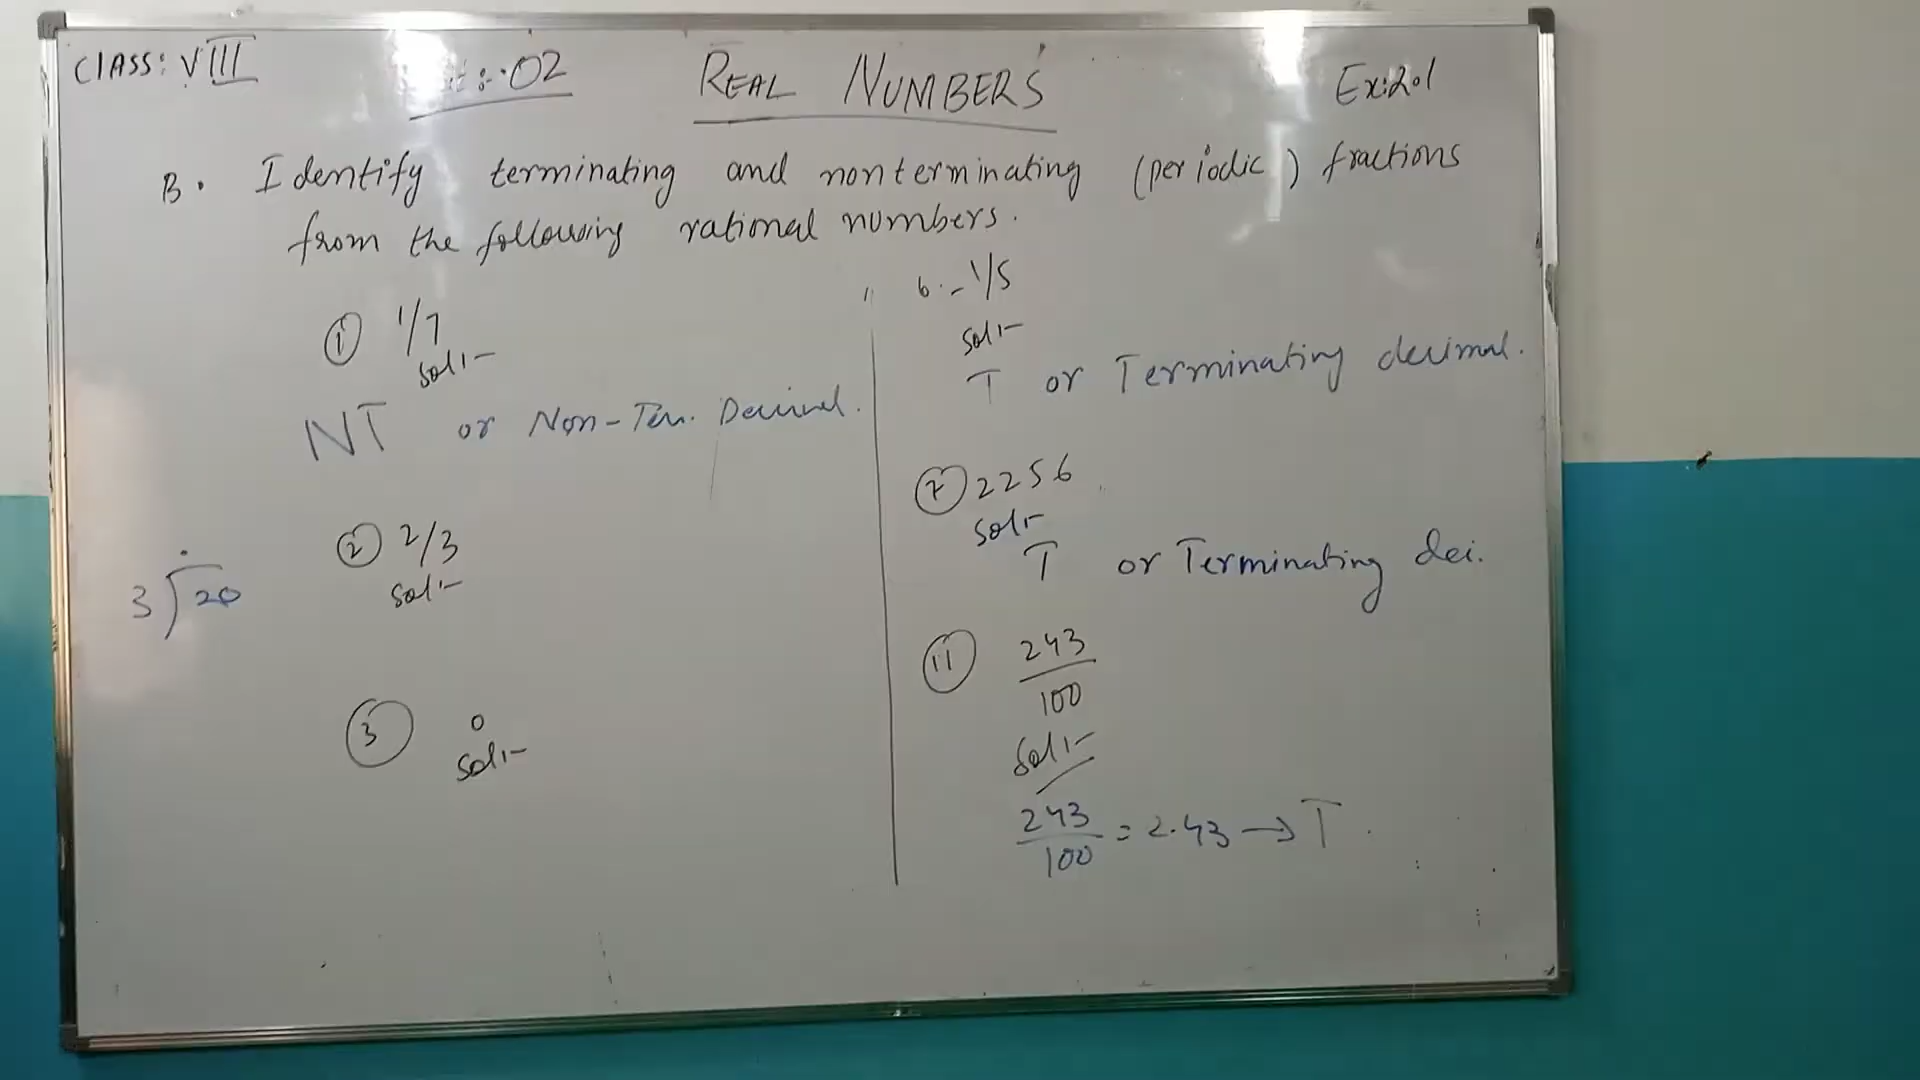 CLASS: VIII
:02
REAL NUMBERS
Ex:2.1
B. Identify terminating and nonterminating (periodic) fractions
from the following rational numbers.
① 1/7
Sol:-
NT or Non-Ter. Decimal.
② 2/3
Sol:-
3)20
③ 0
Sol:-
6. -1/5
Sol:-
T or Terminating decimal.
⑦ 2256
Sol:-
T or Terminating dei.
⑪ 243/100
Sol:-
243/100 = 2.43 → T.